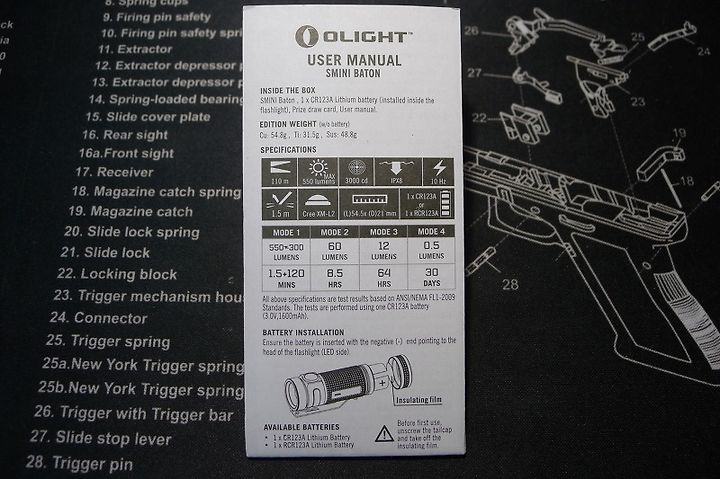 8. Spring cups
9. Firing pin safety
10. Firing pin safety spri
11. Extractor
12. Extractor depressor p
13. Extractor depressor
14. Spring-loaded bearing
15. Slide cover plate
16. Rear sight
16a.Front sight
17. Receiver
18. Magazine catch spring
19. Magazine catch
20. Slide lock spring
21. Slide lock
22. Locking block
23. Trigger mechanism hou
24. Connector
25. Trigger spring
25a.New York Trigger spring
25b.New York Trigger spring
26. Trigger with Trigger bar
27. Slide stop lever
28. Trigger pin
OLIGHT™
USER MANUAL
SMINI BATON
INSIDE THE BOX
SMINI Baton , 1 x CR123A Lithium battery (installed inside the
flashlight), Prize draw card, User manual.
EDITION WEIGHT (w/o battery)
Cu: 54.8g , Ti: 31.5g , Sus: 48.8g
SPECIFICATIONS
110 m
MAX
550 lumens
3000 cd
IPX8
10 Hz
1.5 m
Cree XM-L2
(L)54.5x (D)21 mm
1 x CR123A
or
1 x RCR123A
MODE 1 MODE 2 MODE 3 MODE 4
550~300 LUMENS 60 LUMENS 12 LUMENS 0.5 LUMENS
1.5+120 MINS 8.5 HRS 64 HRS 30 DAYS
All above specifications are test results based on ANSI/NEMA FL1-2009
Standards. The tests are performed using one CR123A battery
(3.0V,1600mAh).
BATTERY INSTALLATION
Ensure the battery is inserted with the negative (-) end pointing to the
head of the flashlight (LED side).
Insulating film
AVAILABLE BATTERIES
• 1 x CR123A Lithium Battery
• 1 x RCR123A Lithium Battery
Before first use,
unscrew the tailcap
and take off the
insulating film.
26
25
23
22
24
19
18
28